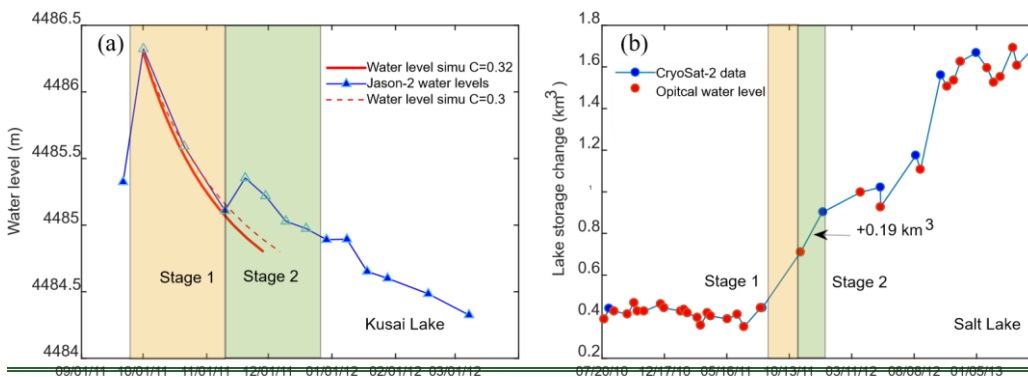 4486.5
4486
4485.5
4485
4484.5
4484
Water level (m)
(a)
Water level simu C=0.32
Jason-2 water levels
Water level simu C=0.3
Stage 1
Stage 2
Kusai Lake
09/01/11 10/01/11 11/01/11 12/01/11 01/01/12 02/01/12 03/01/12
1.8
1.6
1.4
1.2
1
0.8
0.6
0.4
0.2
Lake storage change (km³)
(b)
CryoSat-2 data
Opitcal water level
+0.19 km³
Stage 1
Stage 2
Salt Lake
07/20/10 12/17/10 05/16/11 10/13/11 03/11/12 08/08/12 01/05/13